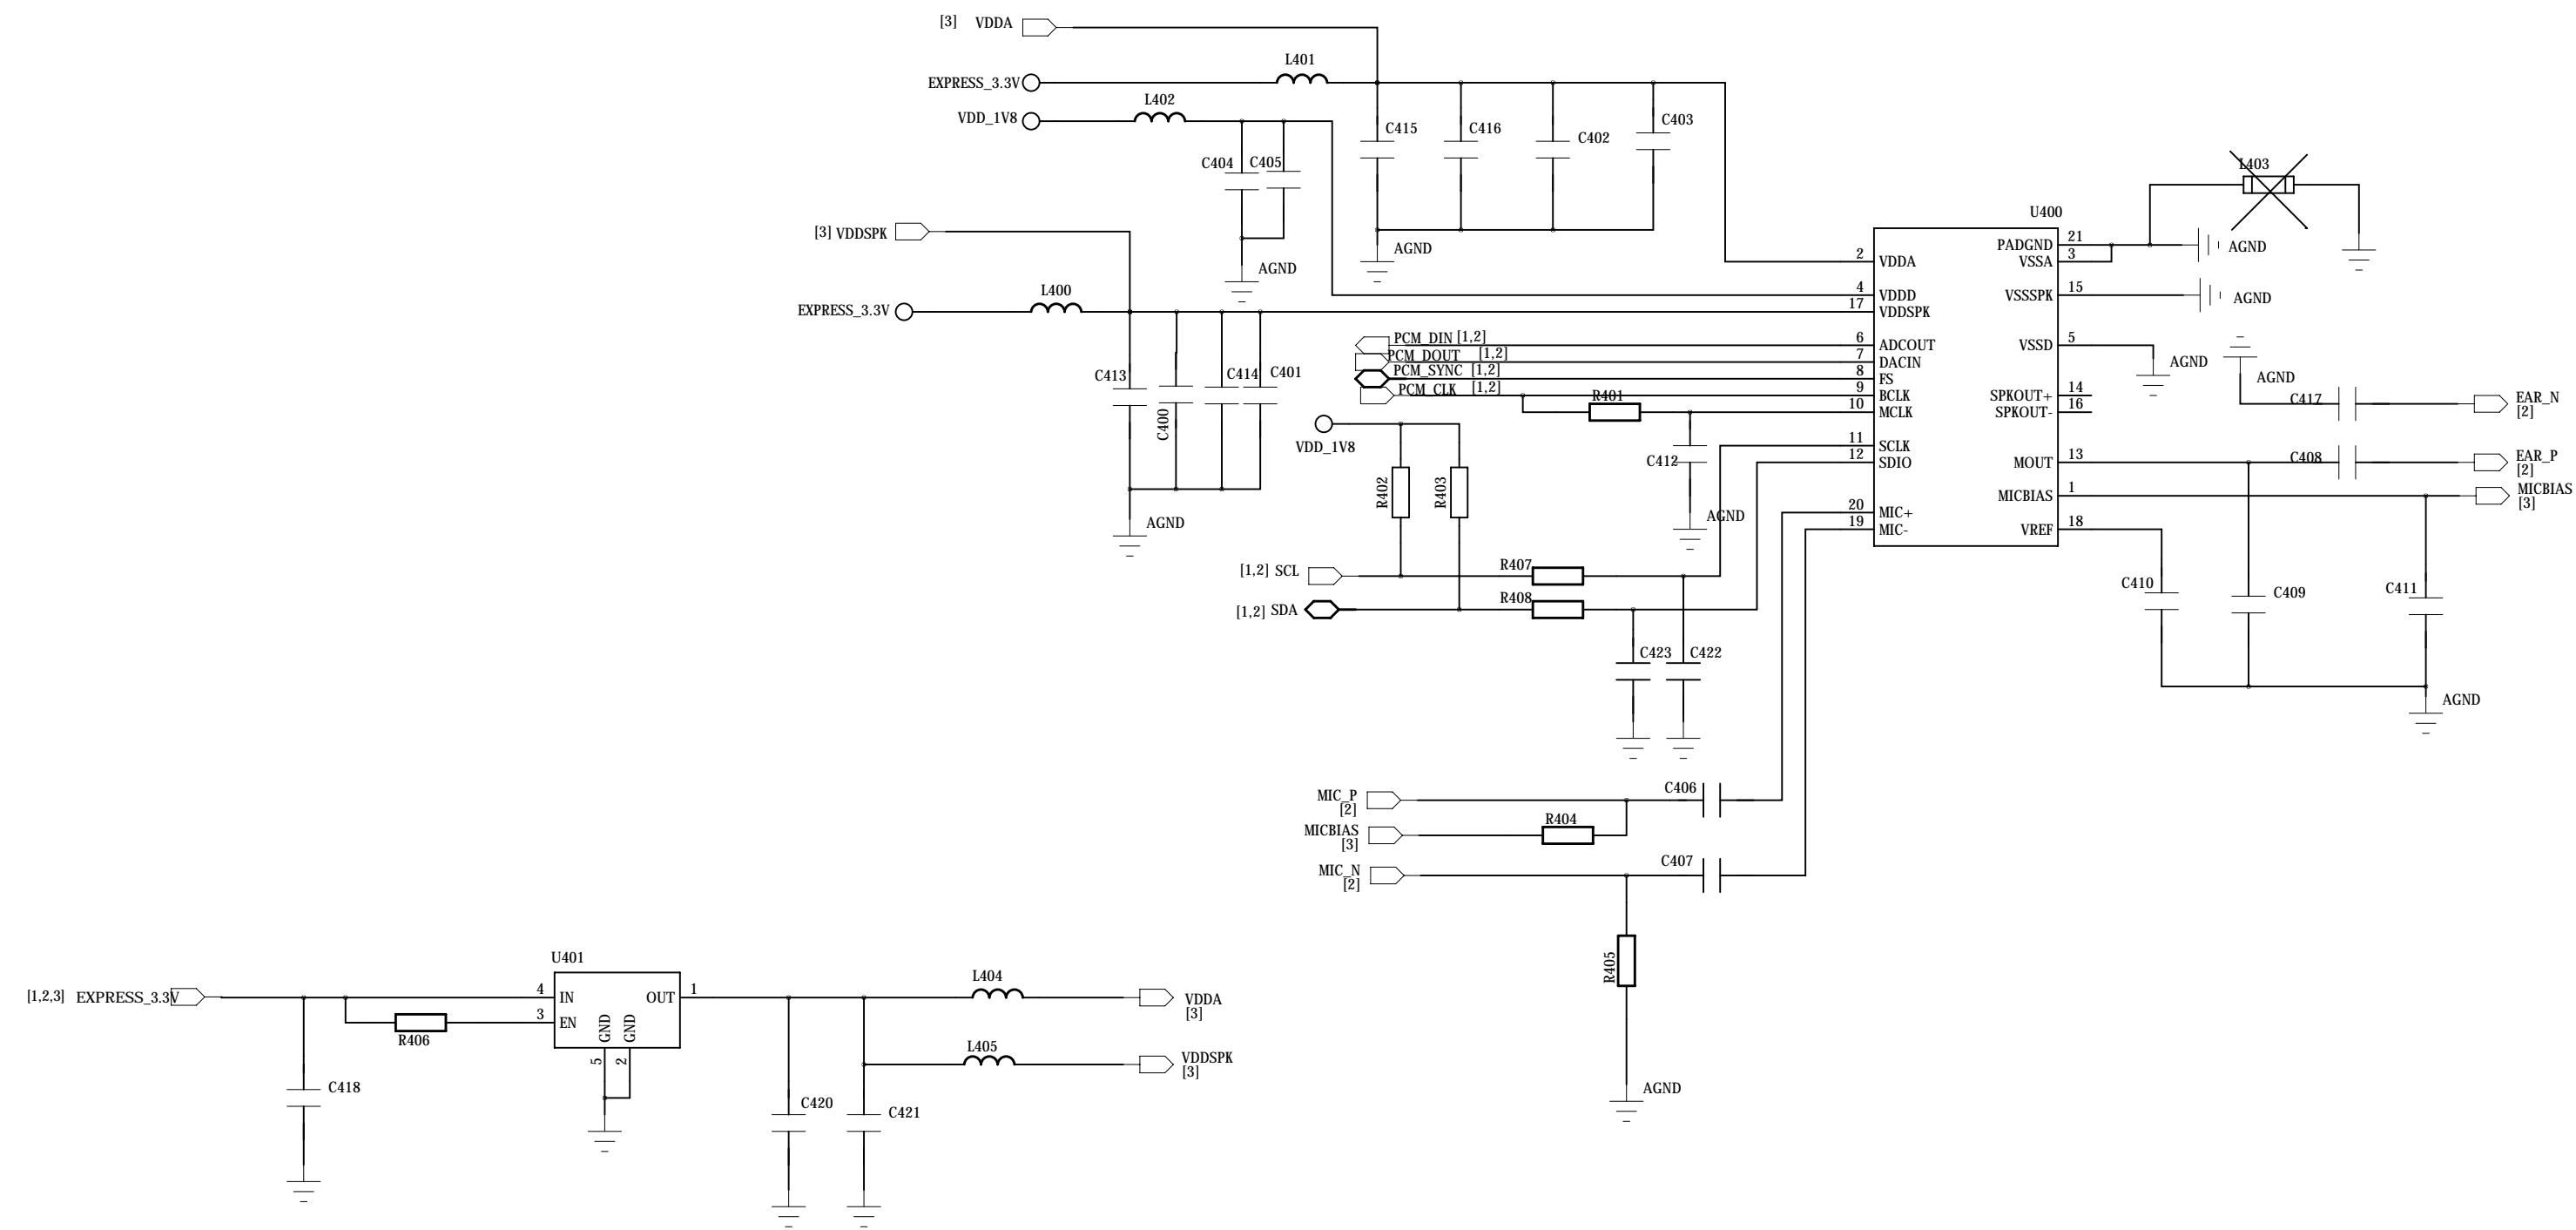 [3] VDDA
L401
EXPRESS_3.3V
L402
VDD_1V8
C404 C405
AGND
C415 C416 C402 C403
AGND
[3] VDDSPK
L400
EXPRESS_3.3V
C413 C400 C414 C401
AGND
L403
U400
2 VDDA
4 VDDD
17 VDDSPK
6 ADCOUT
7 DACIN
8 FS
9 BCLK
10 MCLK
11 SCLK
12 SDIO
20 MIC+
19 MIC-
PADGND 21
VSSA 3
VSSSPK 15
VSSD 5
SPKOUT+ 14
SPKOUT- 16
MOUT 13
MICBIAS 1
VREF 18
AGND
AGND
AGND
AGND
PCM_DIN [1,2]
PCM_DOUT [1,2]
PCM_SYNC [1,2]
PCM_CLK [1,2]
R401
VDD_1V8
C412
AGND
R402 R403
[1,2] SCL
R407
[1,2] SDA
R408
C423 C422
C417
EAR_N
[2]
C408
EAR_P
[2]
MICBIAS
[3]
C410 C409 C411
AGND
MIC_P
[2]
C406
MICBIAS
[3]
R404
MIC_N
[2]
C407
R405
AGND
U401
[1,2,3] EXPRESS_3.3V
4 IN
3 EN
OUT 1
GND GND
5 2
R406
C418
L404
VDDA
[3]
L405
VDDSPK
[3]
C420 C421